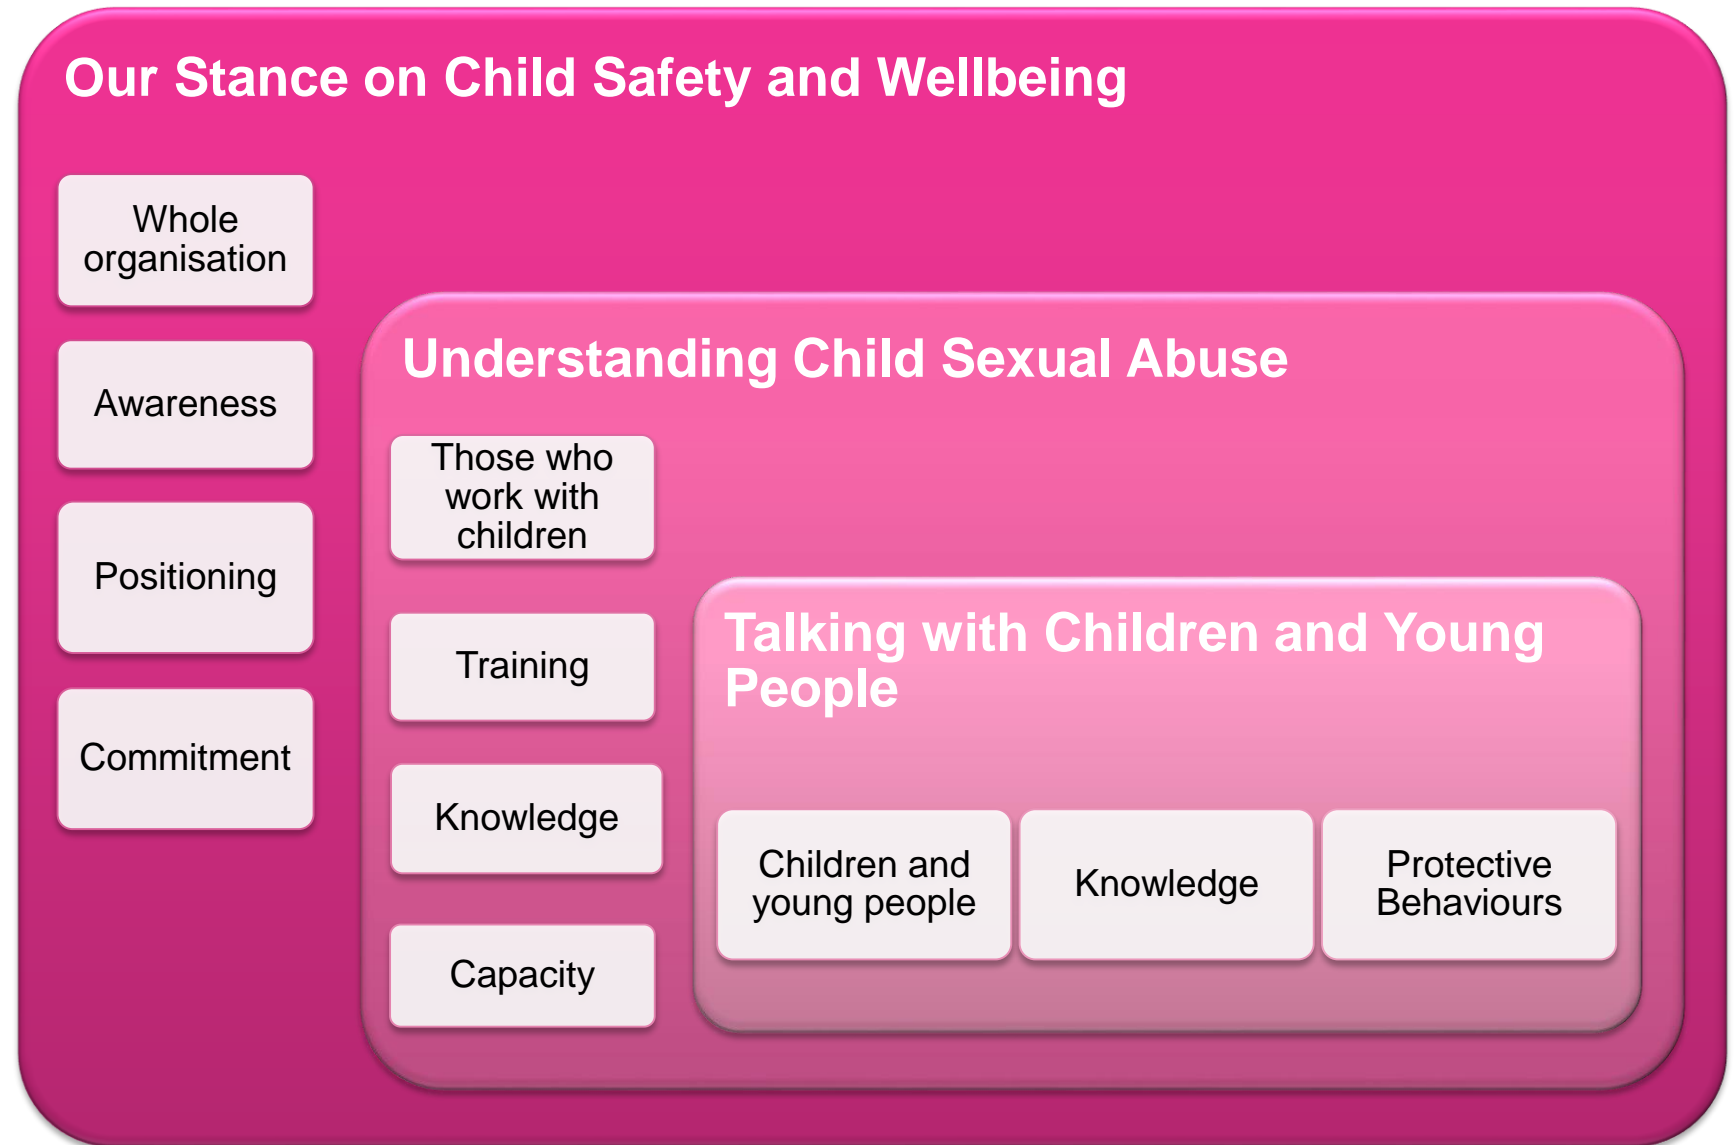 Our Stance on Child Safety and Wellbeing
Whole
organisation
Awareness
Positioning
Commitment
Understanding Child Sexual Abuse
Those who
work with
children
Training
Knowledge
Capacity
Talking with Children and Young
People
Children and
young people
Knowledge
Protective
Behaviours